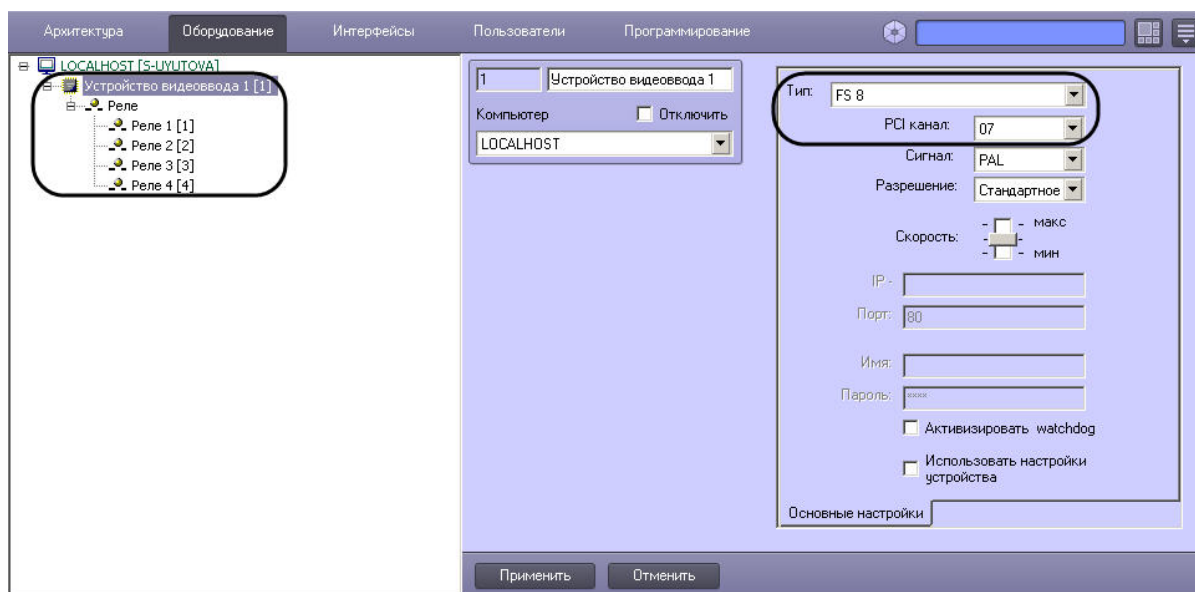 Архитектура Оборудование Интерфейсы Пользователи Программирование
LOCALHOST [S-UYUTOVA]
Устройство видеоввода 1 [1]
Реле
Реле 1 [1]
Реле 2 [2]
Реле 3 [3]
Реле 4 [4]
1 Устройство видеоввода 1
Компьютер Отключить
LOCALHOST
Тип: FS 8
PCI канал: 07
Сигнал: PAL
Разрешение: Стандартное
Скорость: макс
мин
IP -
Порт: 80
Имя:
Пароль: ****
Активизировать watchdog
Использовать настройки
устройства
Основные настройки
Применить Отменить